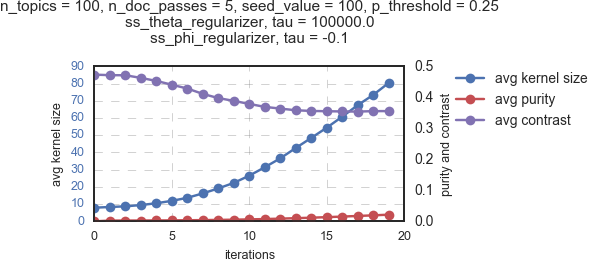 n_topics = 100, n_doc_passes = 5, seed_value = 100, p_threshold = 0.25
ss_theta_regularizer, tau = 100000.0
ss_phi_regularizer, tau = -0.1
90
80
70
60
50
40
30
20
10
0
avg kernel size
0
5
10
15
20
iterations
0.5
0.4
0.3
0.2
0.1
0.0
purity and contrast
avg kernel size
avg purity
avg contrast